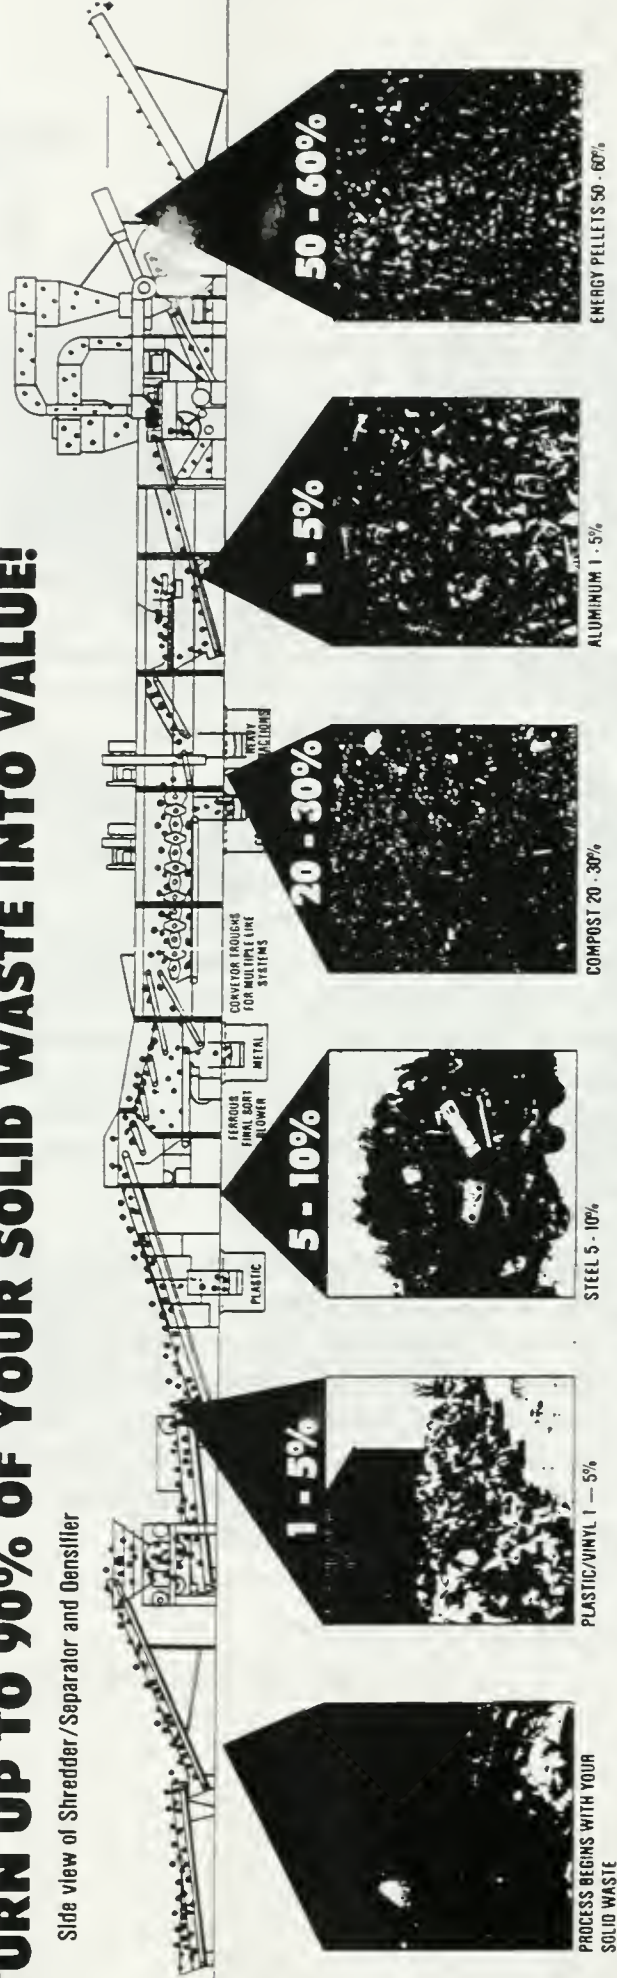 URN UP TO 90% OF YOUR SOLID WASTE INTO VALUE!
Side view of Shredder/Separator and Densifier
PLASTIC
FERROUS
FINAL SORT
BLOWER
METAL
CONVEYOR TROUGHS
FOR MULTIPLE LINE
SYSTEMS
HEAVY
ACTIONS
1 - 5%
5 - 10%
20 - 30%
1 - 5%
50 - 60%
PROCESS BEGINS WITH YOUR
SOLID WASTE
PLASTIC/VINYL 1 — 5%
STEEL 5 - 10%
COMPOST 20 - 30%
ALUMINUM 1 - 5%
ENERGY PELLETS 50 - 60%